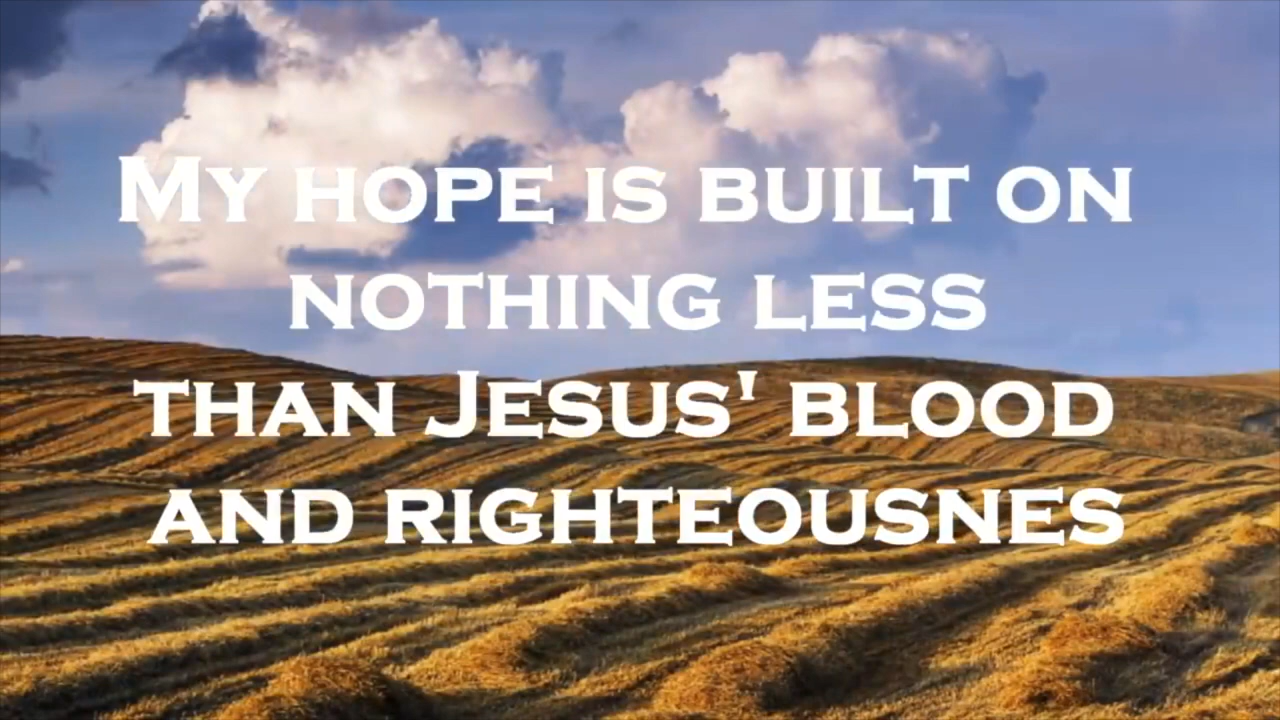 My hope is built on
nothing less
than Jesus' blood
and righteousnes